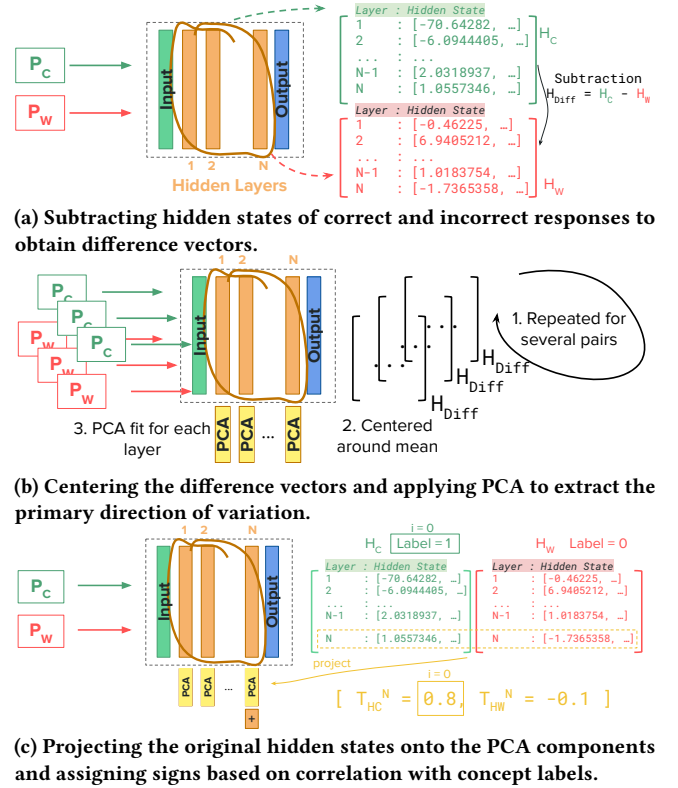 P_C
P_W
Input
Output
1 2 N
Hidden Layers
Layer : Hidden State
1 : [-70.64282, …]
2 : [-6.0944405, …]
... : ...
N-1 : [2.0318937, …]
N : [1.0557346, …]
H_C
Subtraction
H_Diff = H_C - H_W
Layer : Hidden State
1 : [-0.46225, …]
2 : [6.9405212, …]
... : ...
N-1 : [1.0183754, …]
N : [-1.7365358, …]
H_W
(a) Subtracting hidden states of correct and incorrect responses to
obtain difference vectors.
1 2 N
P_C
P_C
P_C
P_W
P_W
P_W
Input
Output
...
...
H_Diff
H_Diff
H_Diff
1. Repeated for
several pairs
3. PCA fit for each
layer
PCA PCA ... PCA
2. Centered
around mean
(b) Centering the difference vectors and applying PCA to extract the
primary direction of variation.
1 2 N
P_C
P_W
Input
Output
i = 0
H_C Label = 1
Layer : Hidden State
1 : [-70.64282, …]
2 : [-6.0944405, …]
... : ...
N-1 : [2.0318937, …]
N : [1.0557346, …]
H_W Label = 0
Layer : Hidden State
1 : [-0.46225, …]
2 : [6.9405212, …]
... : ...
N-1 : [1.0183754, …]
N : [-1.7365358, …]
project
PCA PCA ... PCA
+
i = 0
[ T_HC^N = 0.8, T_HW^N = -0.1 ]
(c) Projecting the original hidden states onto the PCA components
and assigning signs based on correlation with concept labels.